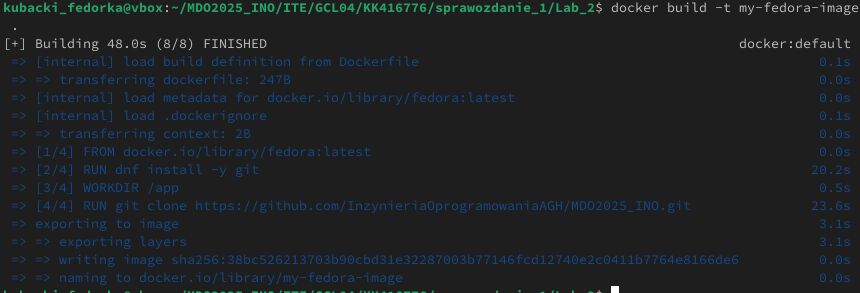 kubacki_fedorka@vbox:~/MDO2025_INO/ITE/GCL04/KK416776/sprawozdanie_1/Lab_2$ docker build -t my-fedora-image
.
[+] Building 48.0s (8/8) FINISHED docker:default
=> [internal] load build definition from Dockerfile 0.1s
=> => transferring dockerfile: 247B 0.0s
=> [internal] load metadata for docker.io/library/fedora:latest 0.0s
=> [internal] load .dockerignore 0.1s
=> => transferring context: 2B 0.0s
=> [1/4] FROM docker.io/library/fedora:latest 0.0s
=> [2/4] RUN dnf install -y git 20.2s
=> [3/4] WORKDIR /app 0.5s
=> [4/4] RUN git clone https://github.com/InzynieriaOprogramowaniaAGH/MDO2025_INO.git 23.6s
=> exporting to image 3.1s
=> => exporting layers 3.1s
=> => writing image sha256:38bc526213703b90cbd31e32287003b77146fcd12740e2c0411b7764e8166de6 0.0s
=> => naming to docker.io/library/my-fedora-image 0.0s